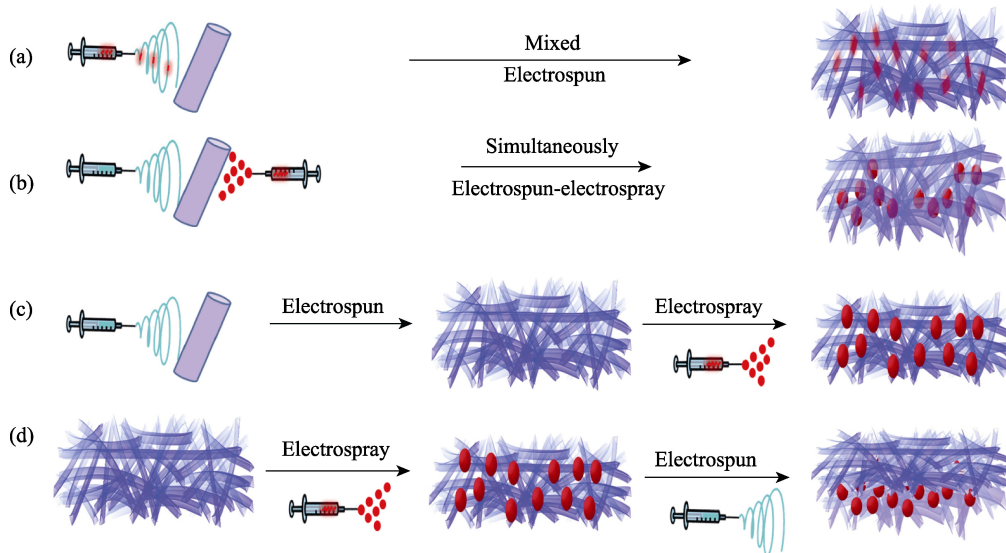 (a)
Mixed
Electrospun
(b)
Simultaneously
Electrospun-electrospray
(c)
Electrospun
Electrospray
(d)
Electrospray
Electrospun